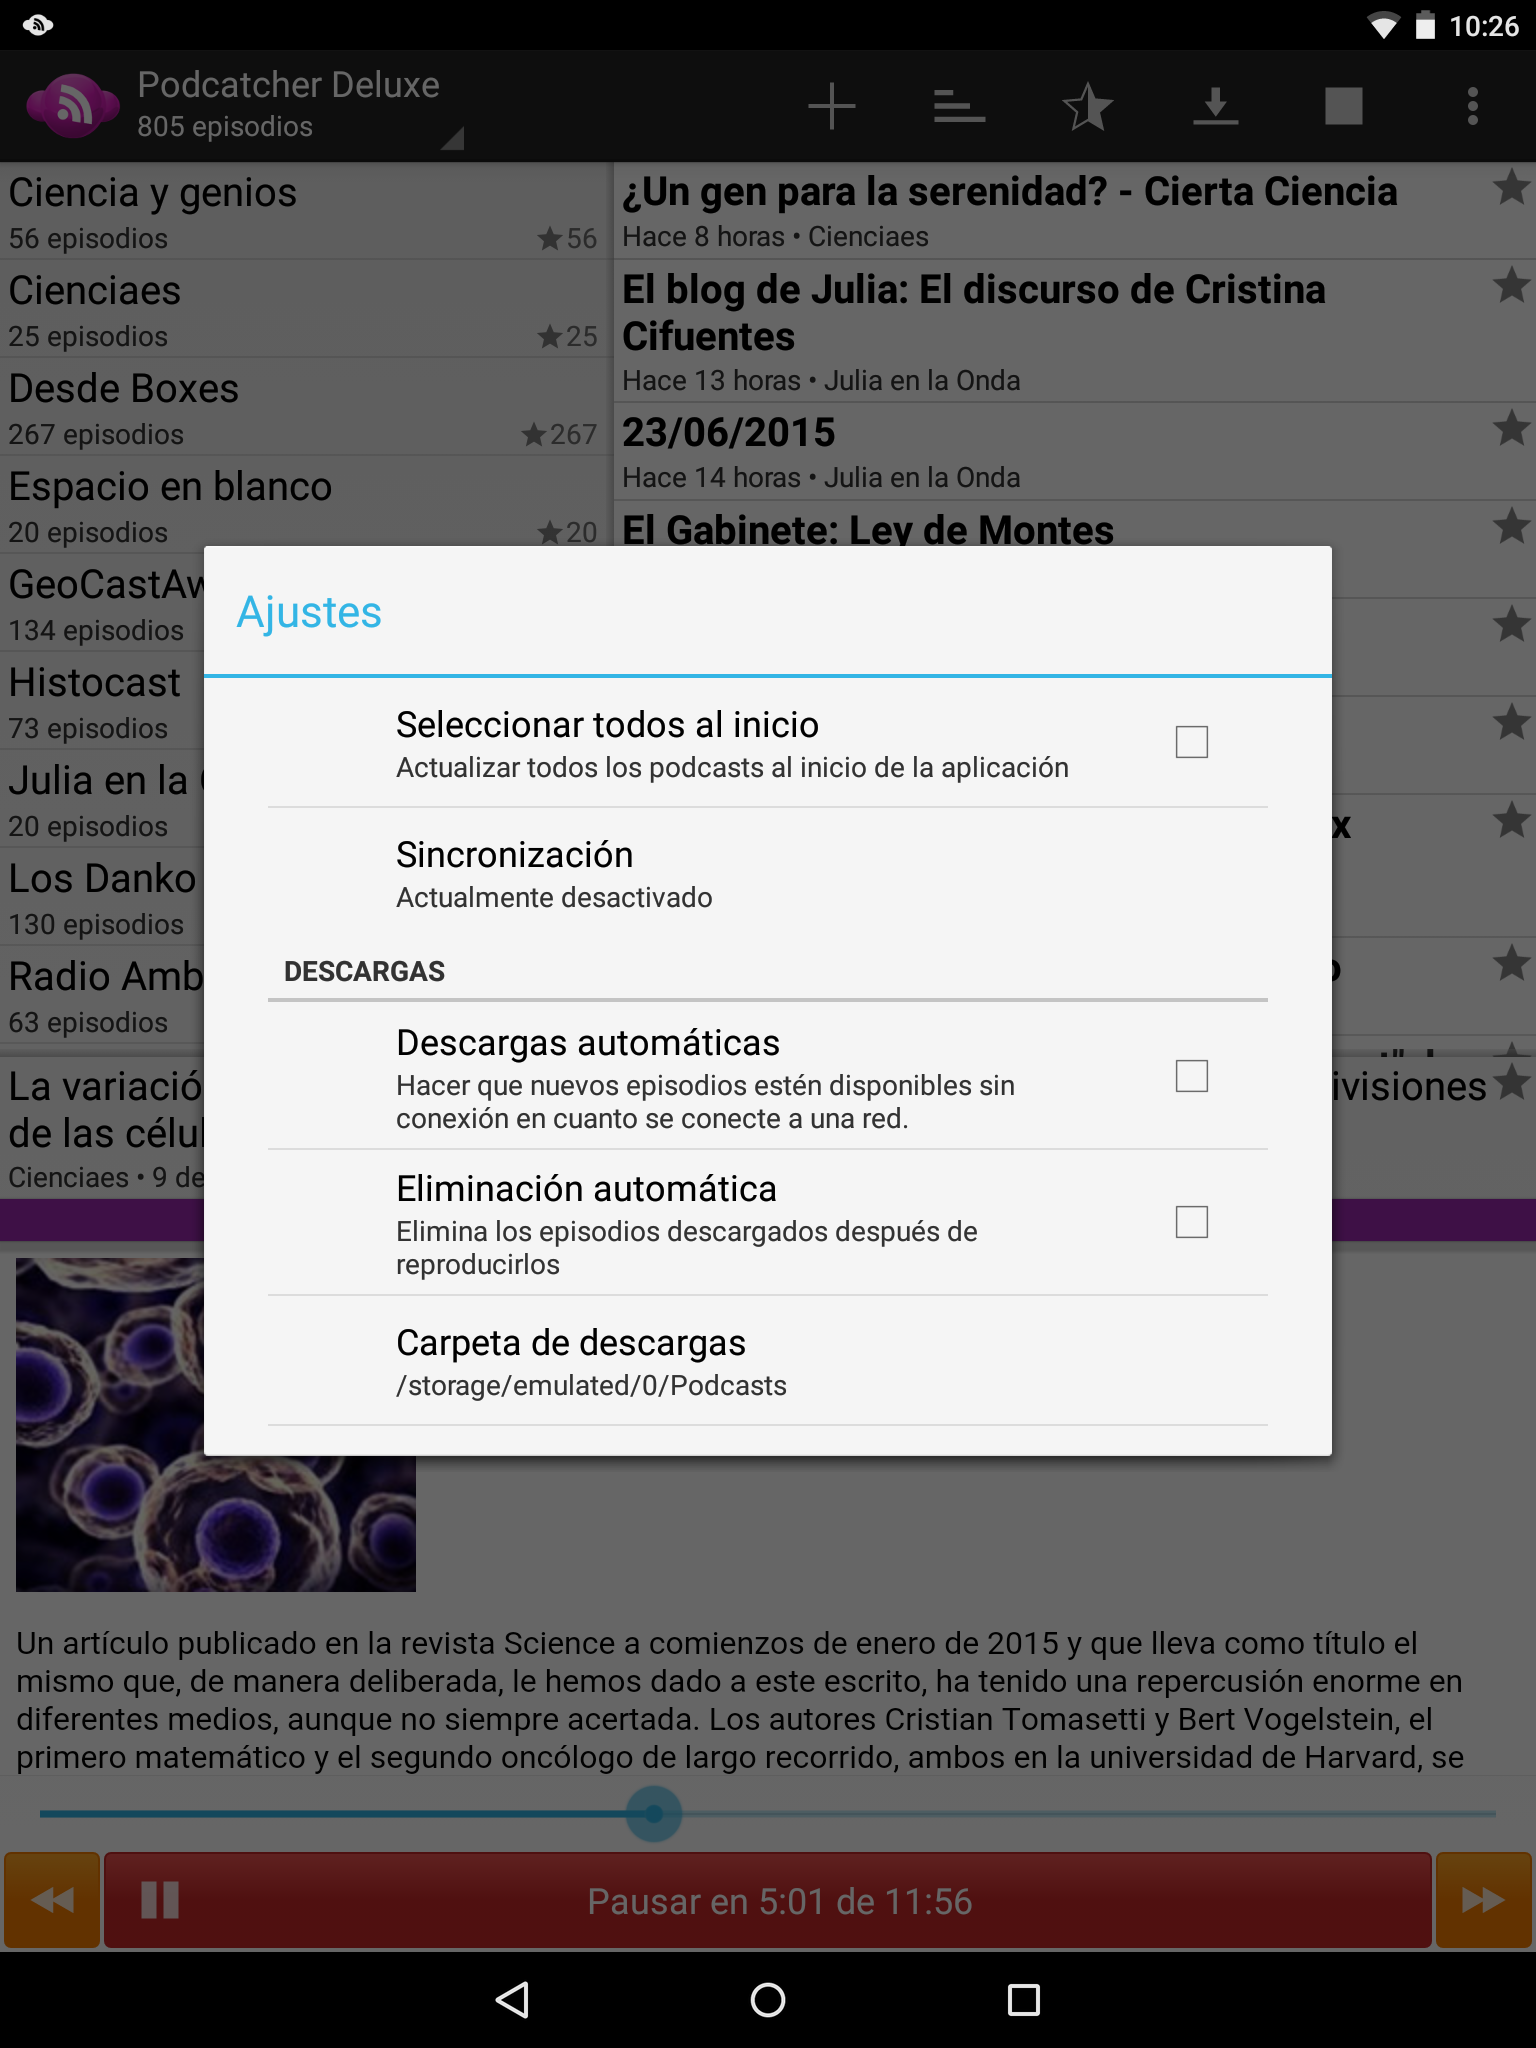 10:26
Podcatcher Deluxe
805 episodios
Ciencia y genios
56 episodios
56
Cienciaes
25 episodios
25
Desde Boxes
267 episodios
267
Espacio en blanco
20 episodios
20
GeoCastAw
134 episodios
Histocast
73 episodios
Julia en la
20 episodios
Los Danko
130 episodios
Radio Amb
63 episodios
¿Un gen para la serenidad? - Cierta Ciencia
Hace 8 horas • Cienciaes
El blog de Julia: El discurso de Cristina
Cifuentes
Hace 13 horas • Julia en la Onda
23/06/2015
Hace 14 horas • Julia en la Onda
El Gabinete: Ley de Montes
x
Ajustes
Seleccionar todos al inicio
Actualizar todos los podcasts al inicio de la aplicación
Sincronización
Actualmente desactivado
DESCARGAS
Descargas automáticas
Hacer que nuevos episodios estén disponibles sin
conexión en cuanto se conecte a una red.
Eliminación automática
Elimina los episodios descargados después de
reproducirlos
Carpeta de descargas
/storage/emulated/0/Podcasts
La variació
ivisiones
de las célul
Cienciaes • 9 de
Un artículo publicado en la revista Science a comienzos de enero de 2015 y que lleva como título el
mismo que, de manera deliberada, le hemos dado a este escrito, ha tenido una repercusión enorme en
diferentes medios, aunque no siempre acertada. Los autores Cristian Tomasetti y Bert Vogelstein, el
primero matemático y el segundo oncólogo de largo recorrido, ambos en la universidad de Harvard, se
Pausar en 5:01 de 11:56